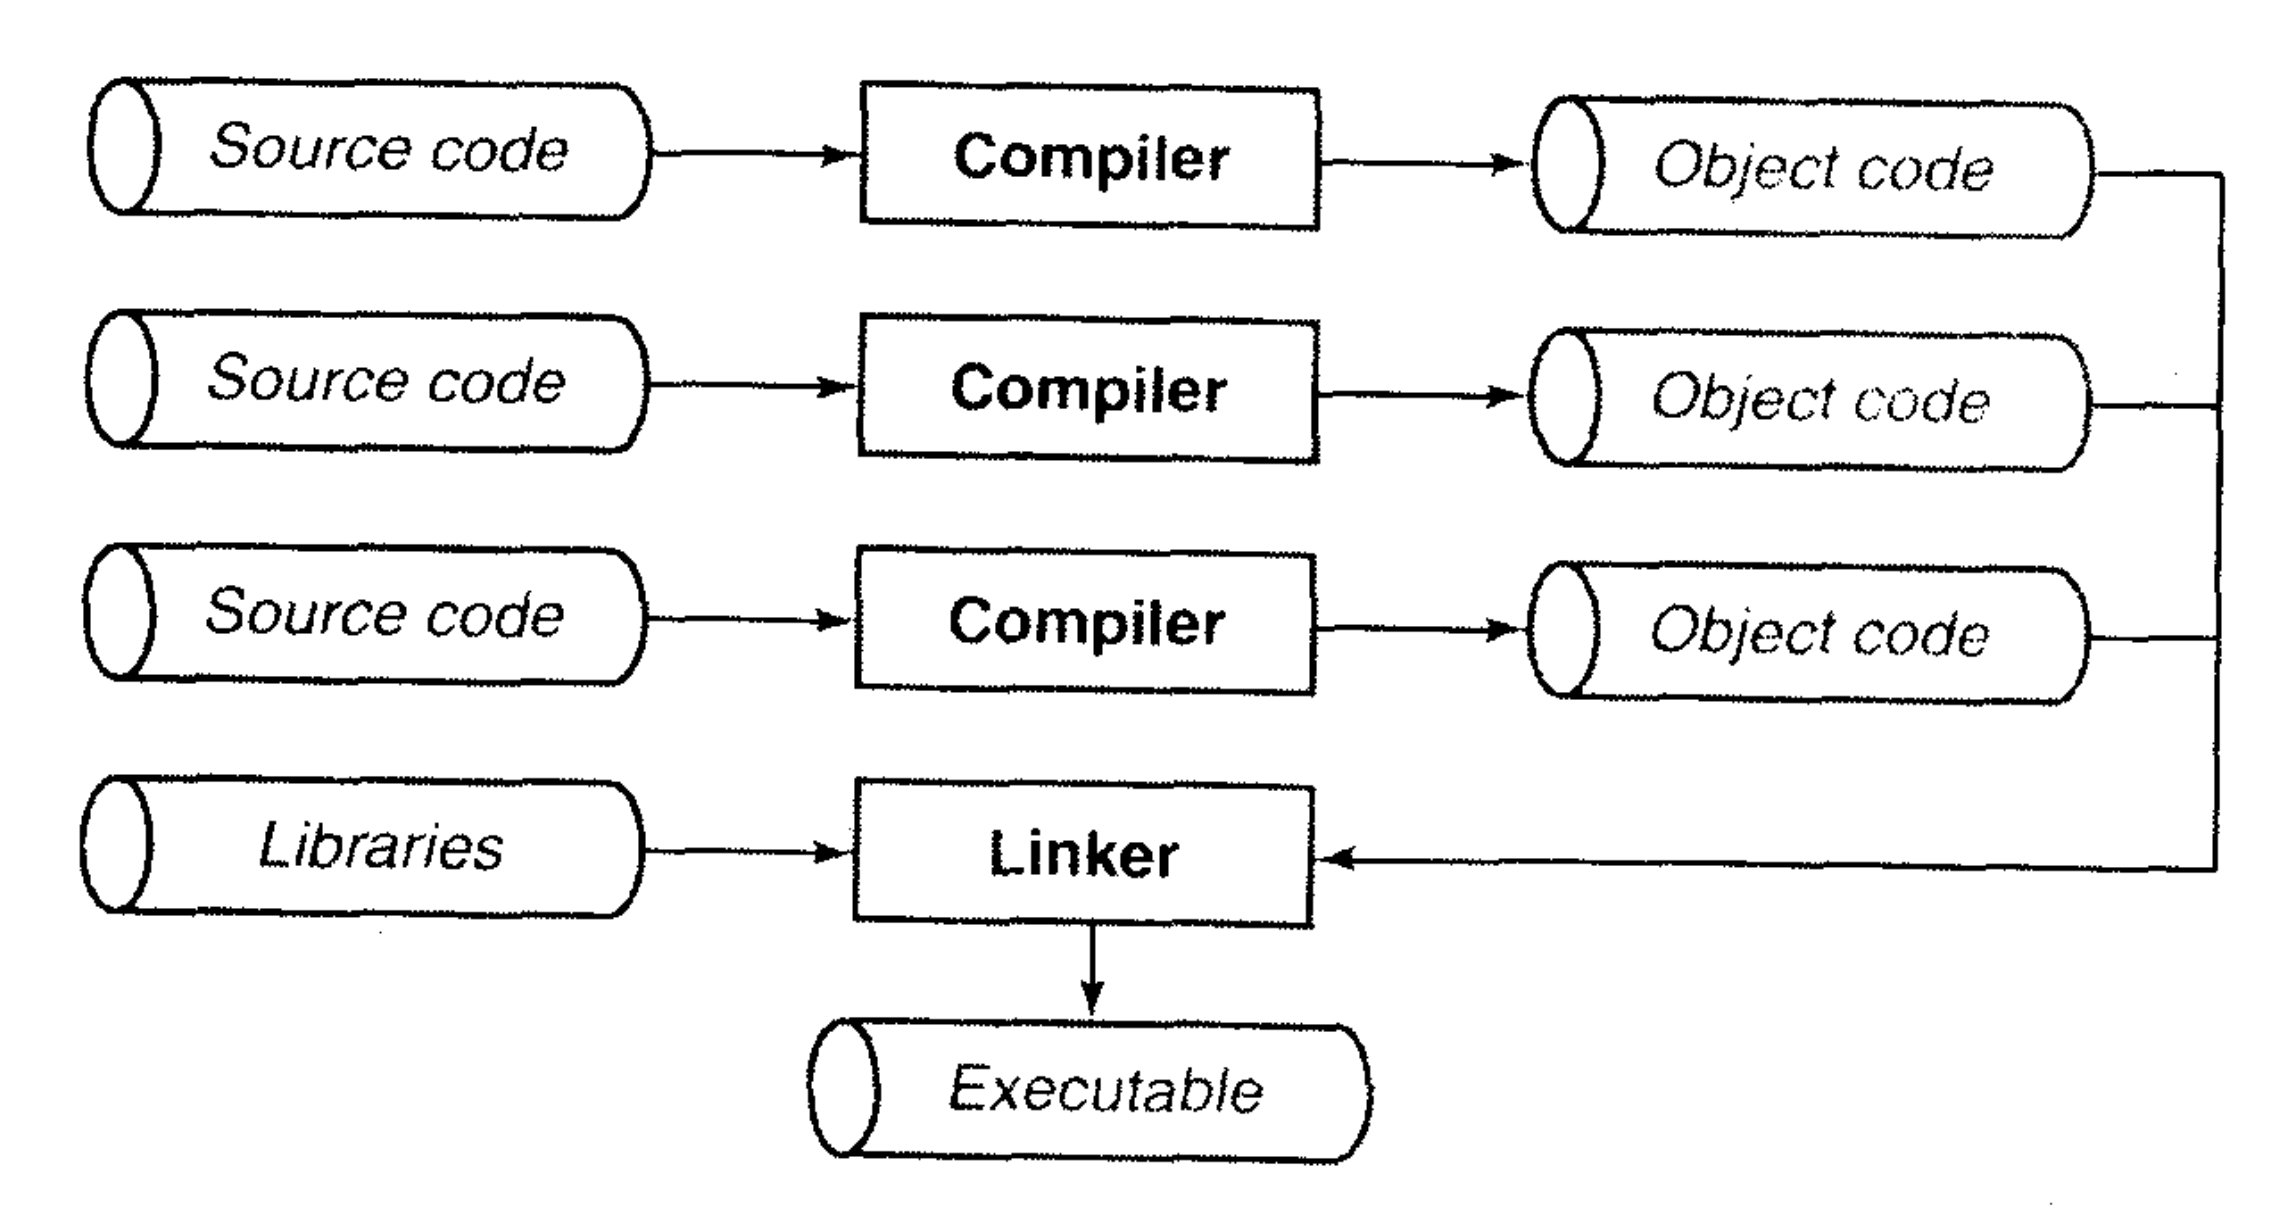 Source code
Compiler
Object code
Source code
Compiler
Object code
Source code
Compiler
Object code
Libraries
Linker
Executable